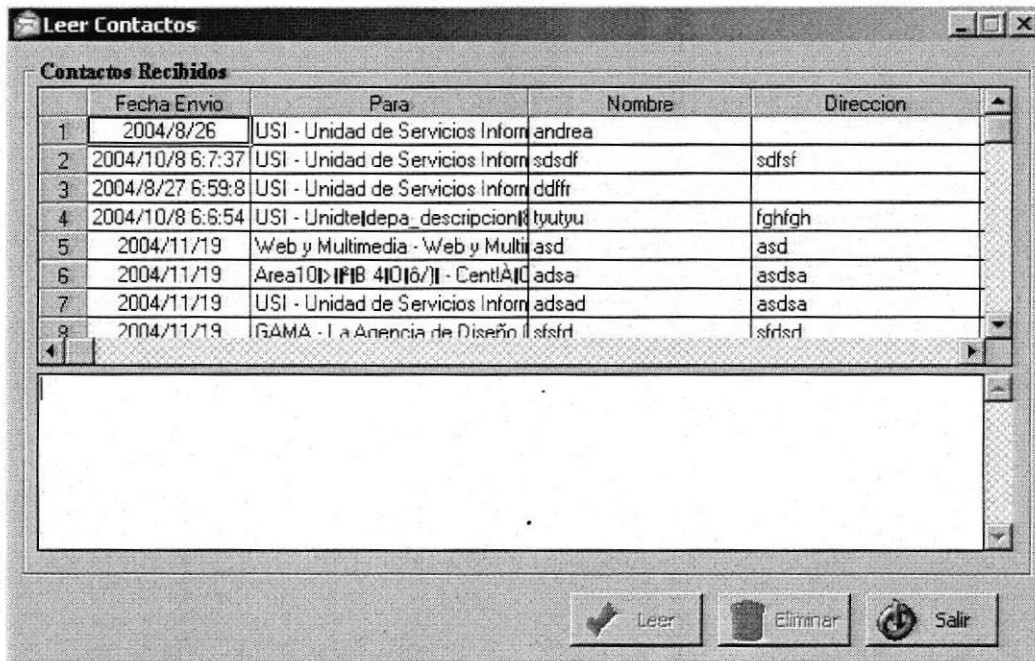 Leer Contactos
Contactos Recibidos
Fecha Envio Para Nombre Direccion
1 2004/8/26 USI - Unidad de Servicios Inform andrea
2 2004/10/8 6:7:37 USI - Unidad de Servicios Inform sdsdf sdfsf
3 2004/8/27 6:59:8 USI - Unidad de Servicios Inform ddffr
4 2004/10/8 6:6:54 USI - Unidte depa_descripcion tyutyu fghfgh
5 2004/11/19 Web y Multimedia - Web y Multi asd asd
6 2004/11/19 Area10 - adsa asdsa
7 2004/11/19 USI - Unidad de Servicios Inform adsad asdsa
8 2004/11/19 GAMA - La Agencia de Diseño sfsfd sfdsd
Leer Eliminar Salir